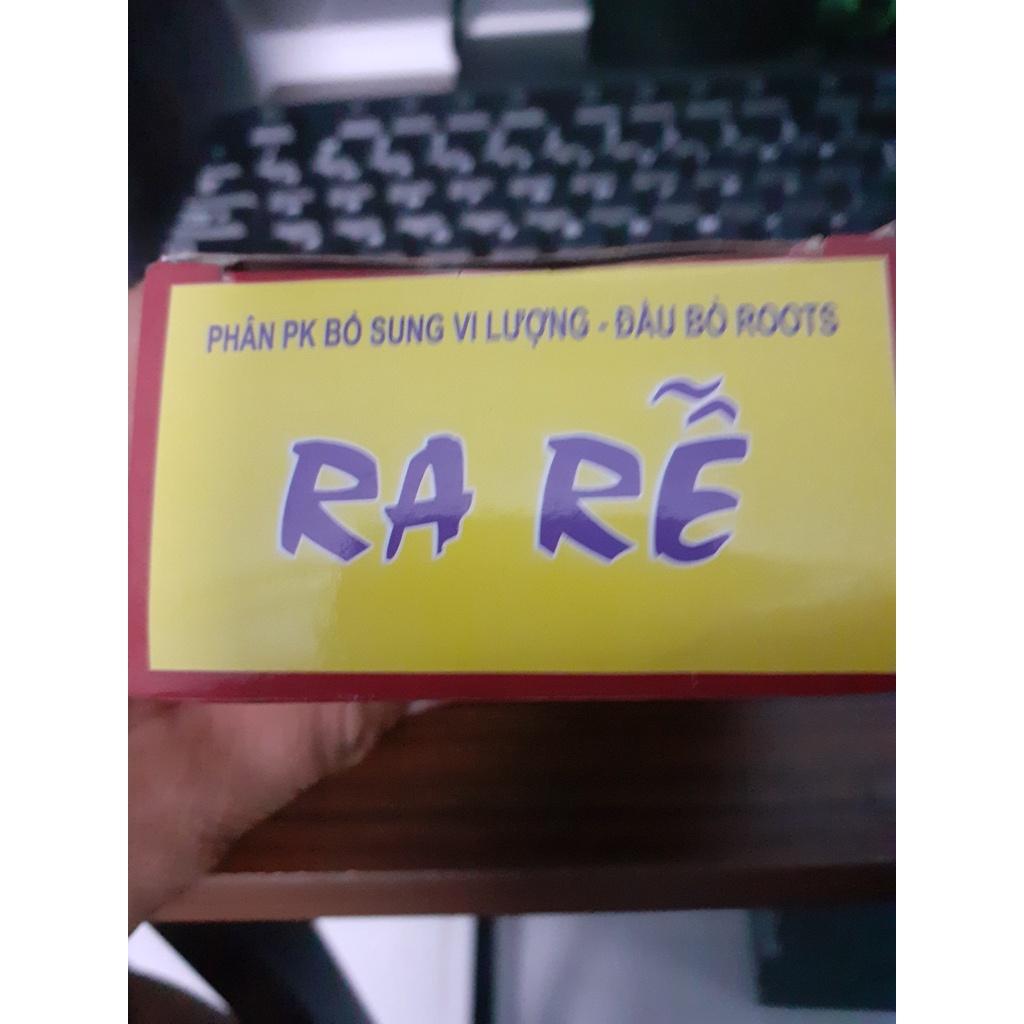 PHÂN PK BỔ SUNG VI LƯỢNG - ĐẦU BÒ ROOTS
RA RỄ